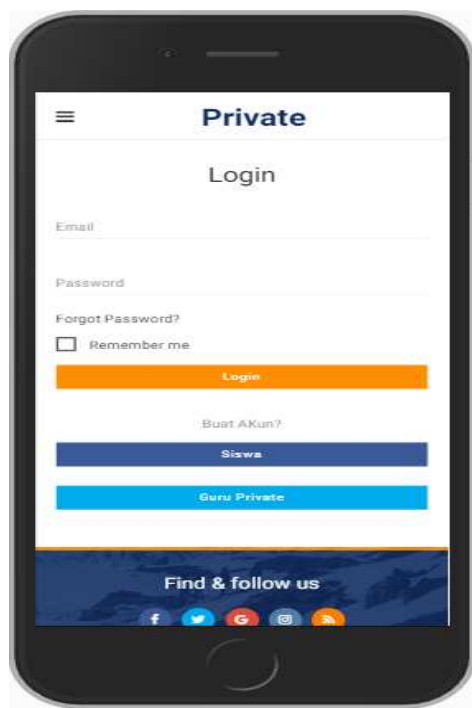 Private
Login
Email
Password
Forgot Password?
Remember me
Login
Buat AKun?
Siswa
Guru Private
Find & follow us
f G